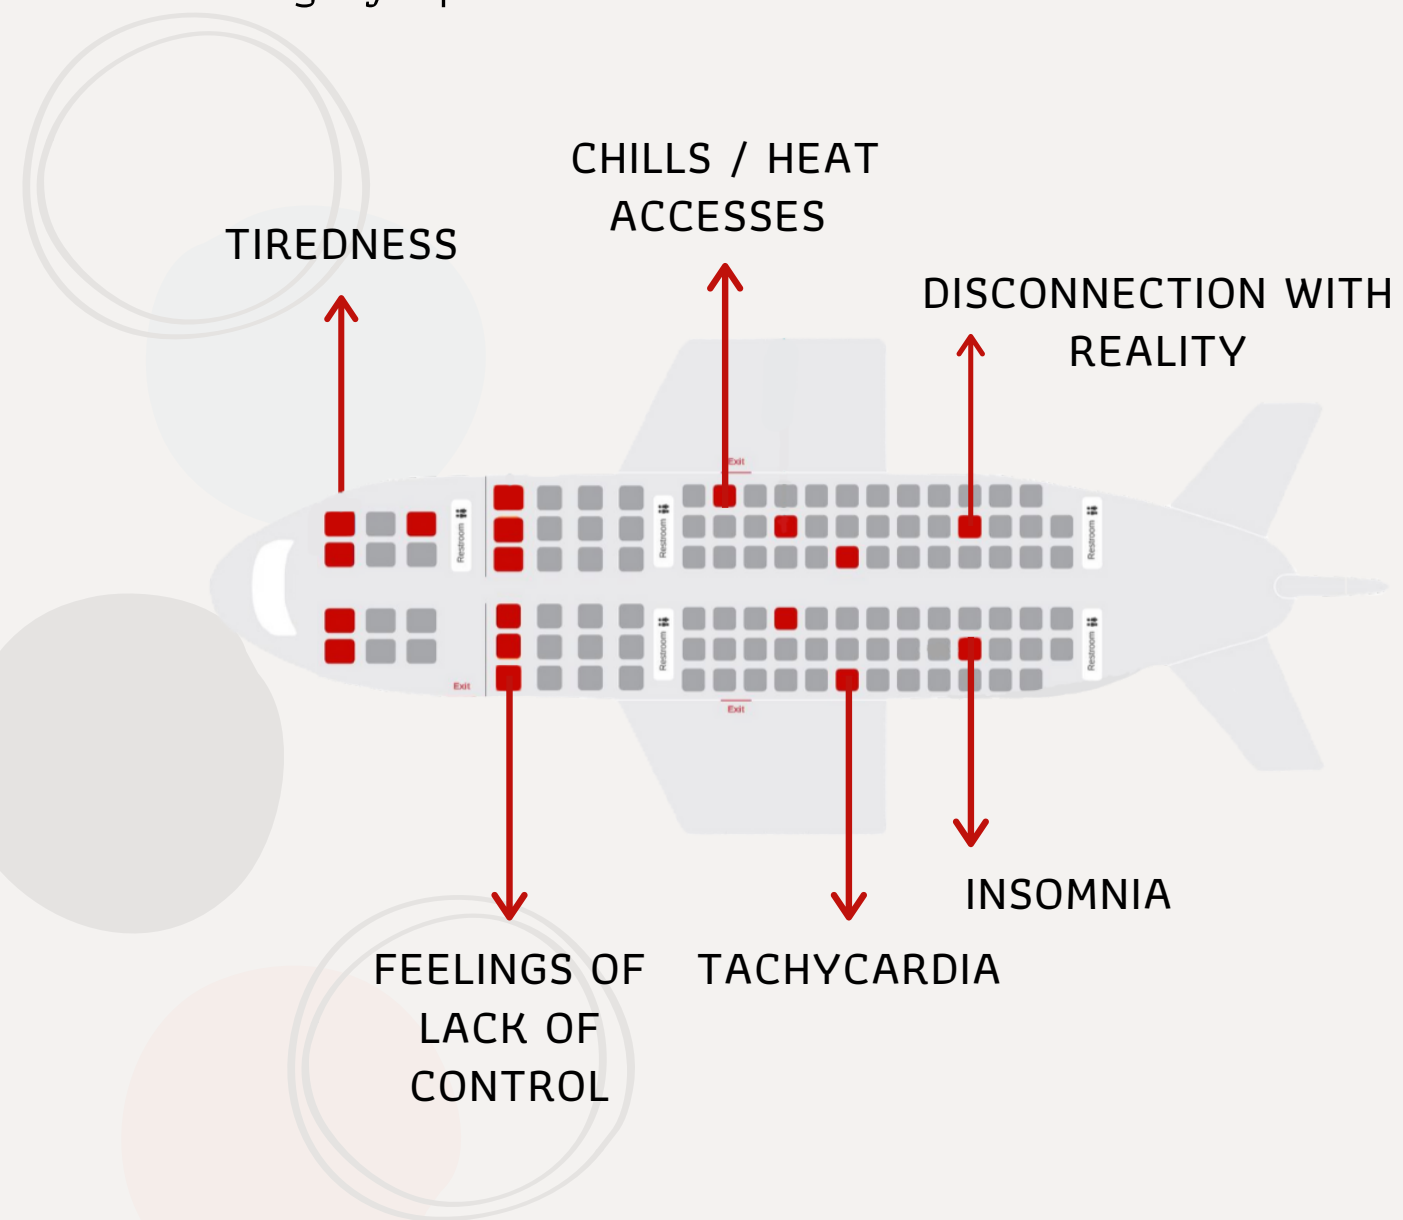 CHILLS / HEAT
ACCESSES
TIREDNESS
DISCONNECTION WITH
REALITY
Exit
Restroom
Restroom
Restroom
Restroom
Restroom
Exit
Exit
INSOMNIA
FEELINGS OF
LACK OF
CONTROL
TACHYCARDIA